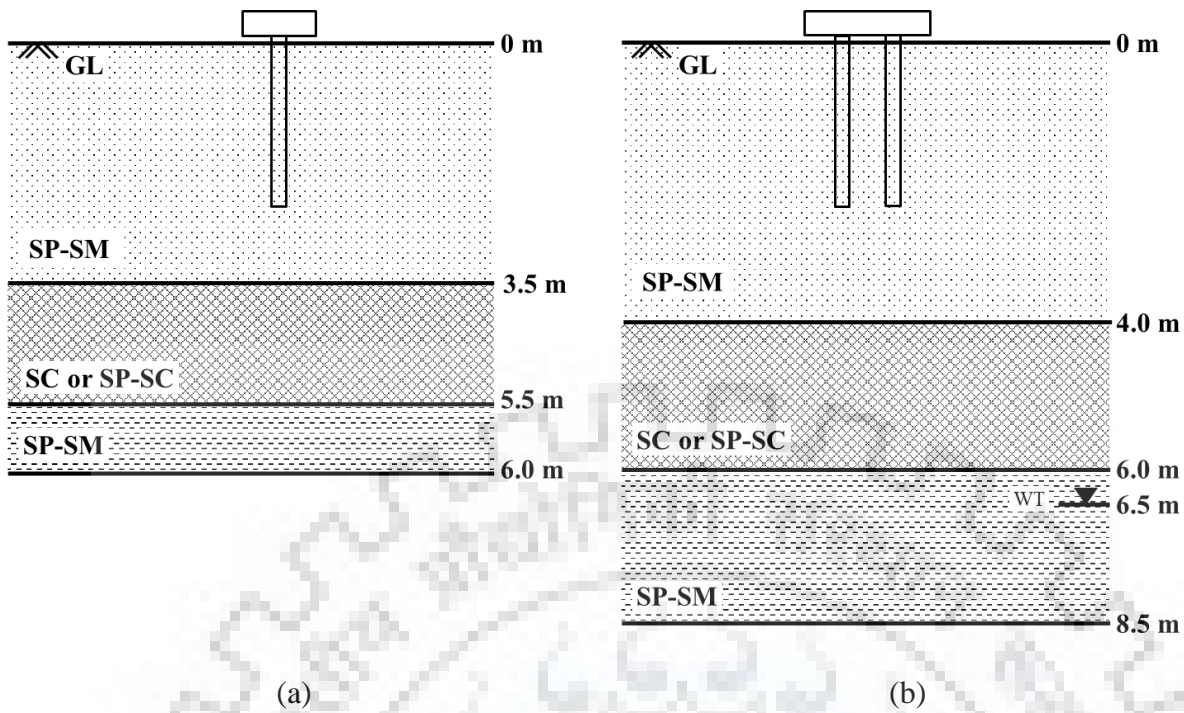 0 m
GL
SP-SM
3.5 m
SC or SP-SC
5.5 m
SP-SM
6.0 m
(a)
0 m
GL
SP-SM
4.0 m
SC or SP-SC
6.0 m
WT
6.5 m
SP-SM
8.5 m
(b)